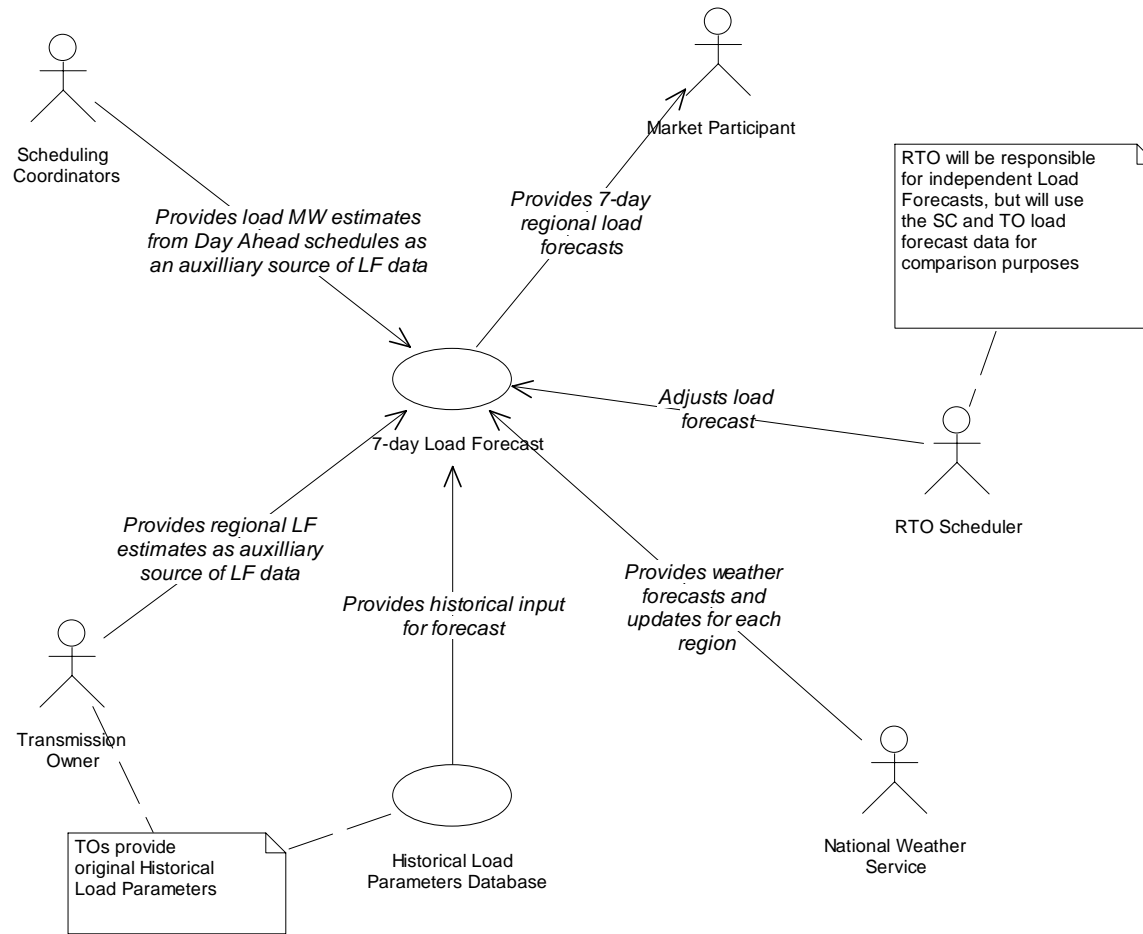 Scheduling
Coordinators
Market Participant
RTO will be responsible
for independent Load
Forecasts, but will use
the SC and TO load
forecast data for
comparison purposes
Provides load MW estimates
from Day Ahead schedules as
an auxilliary source of LF data
Provides 7-day
regional load
forecasts
Adjusts load
forecast
7-day Load Forecast
RTO Scheduler
Provides regional LF
estimates as auxilliary
source of LF data
Provides historical input
for forecast
Provides weather
forecasts and
updates for each
region
Transmission
Owner
TOs provide
original Historical
Load Parameters
Historical Load
Parameters Database
National Weather
Service